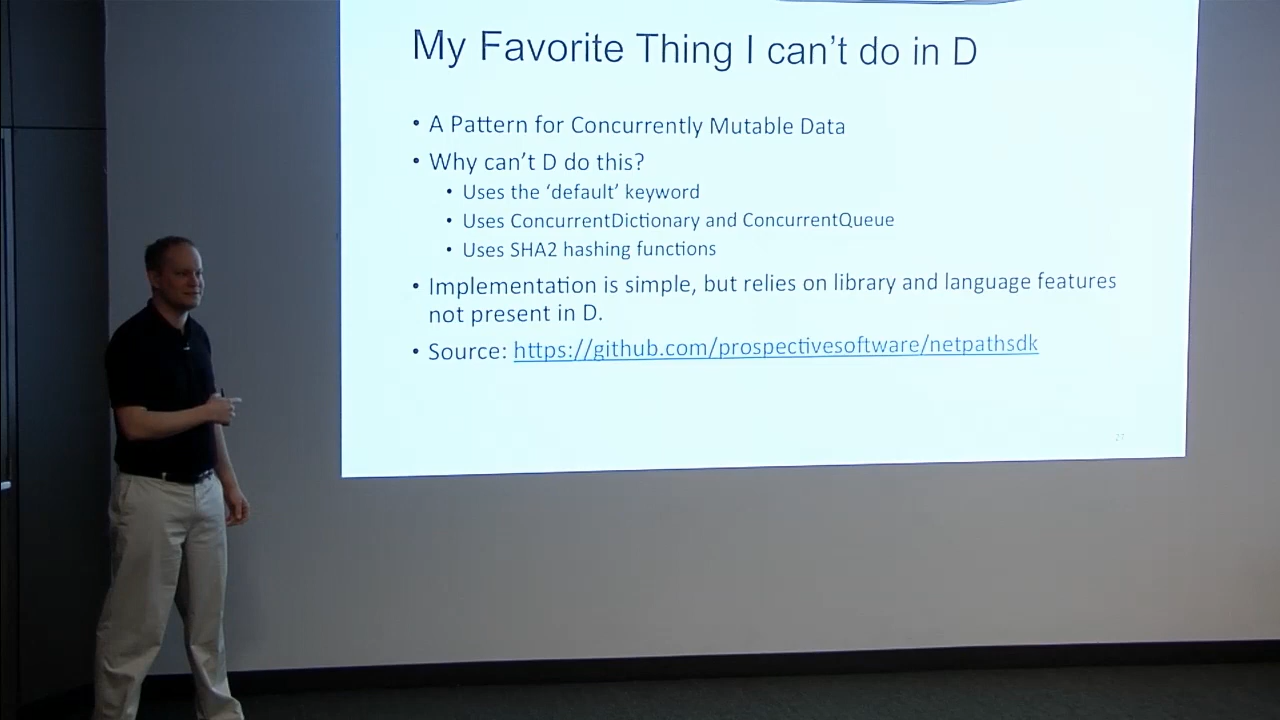 My Favorite Thing I can't do in D
• A Pattern for Concurrently Mutable Data
• Why can't D do this?
• Uses the 'default' keyword
• Uses ConcurrentDictionary and ConcurrentQueue
• Uses SHA2 hashing functions
• Implementation is simple, but relies on library and language features
not present in D.
• Source: https://github.com/prospectivesoftware/netpathsdk
27